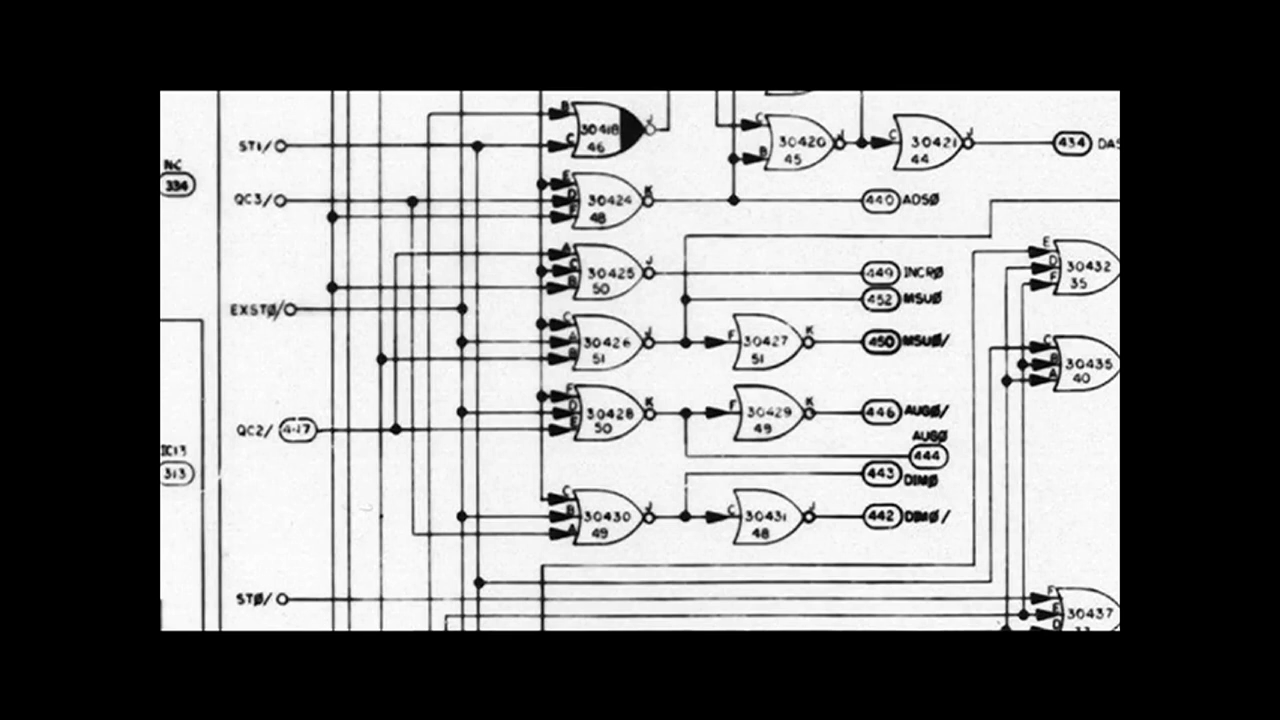 B
J
C
30418
46
ST1/
C
B
30420
45
J
C
30421
44
J
434
DAS
NC
334
QC3/
E
D
F
30424
48
K
440
ADSØ
A
C
B
30425
50
J
449
INCRØ
E
D
F
30432
35
452
MSUØ
EXSTØ/
C
A
B
30426
51
J
F
30427
51
K
450
MSUØ/
C
B
A
30435
40
F
D
E
30428
50
K
F
30429
49
K
446
AUGØ/
AUGØ
444
QC2/
447
IC13
313
443
DIMØ
C
B
A
30430
49
J
C
30431
48
J
442
DIMØ/
STØ/
F
E
D
30437